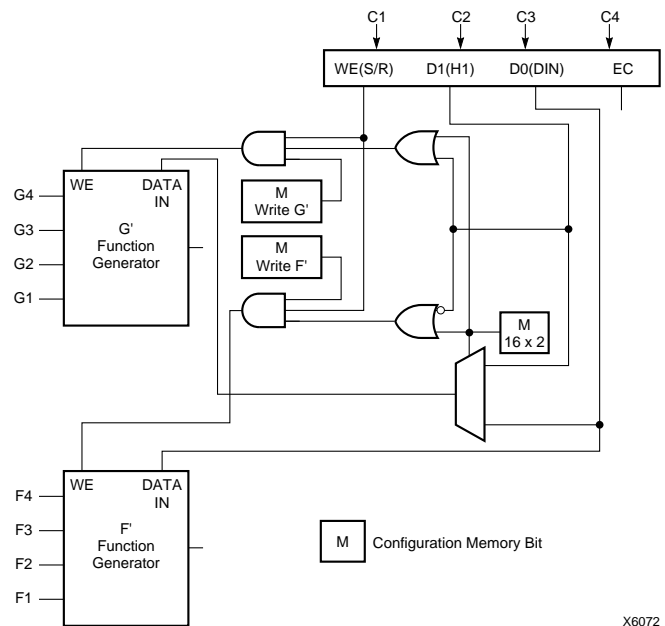 C1 C2 C3 C4
WE(S/R) D1(H1) D0(DIN) EC
WE DATA IN
G4
G3
G2
G1
G'
Function
Generator
M
Write G'
M
Write F'
M
16 x 2
WE DATA IN
F4
F3
F2
F1
F'
Function
Generator
M Configuration Memory Bit
X6072